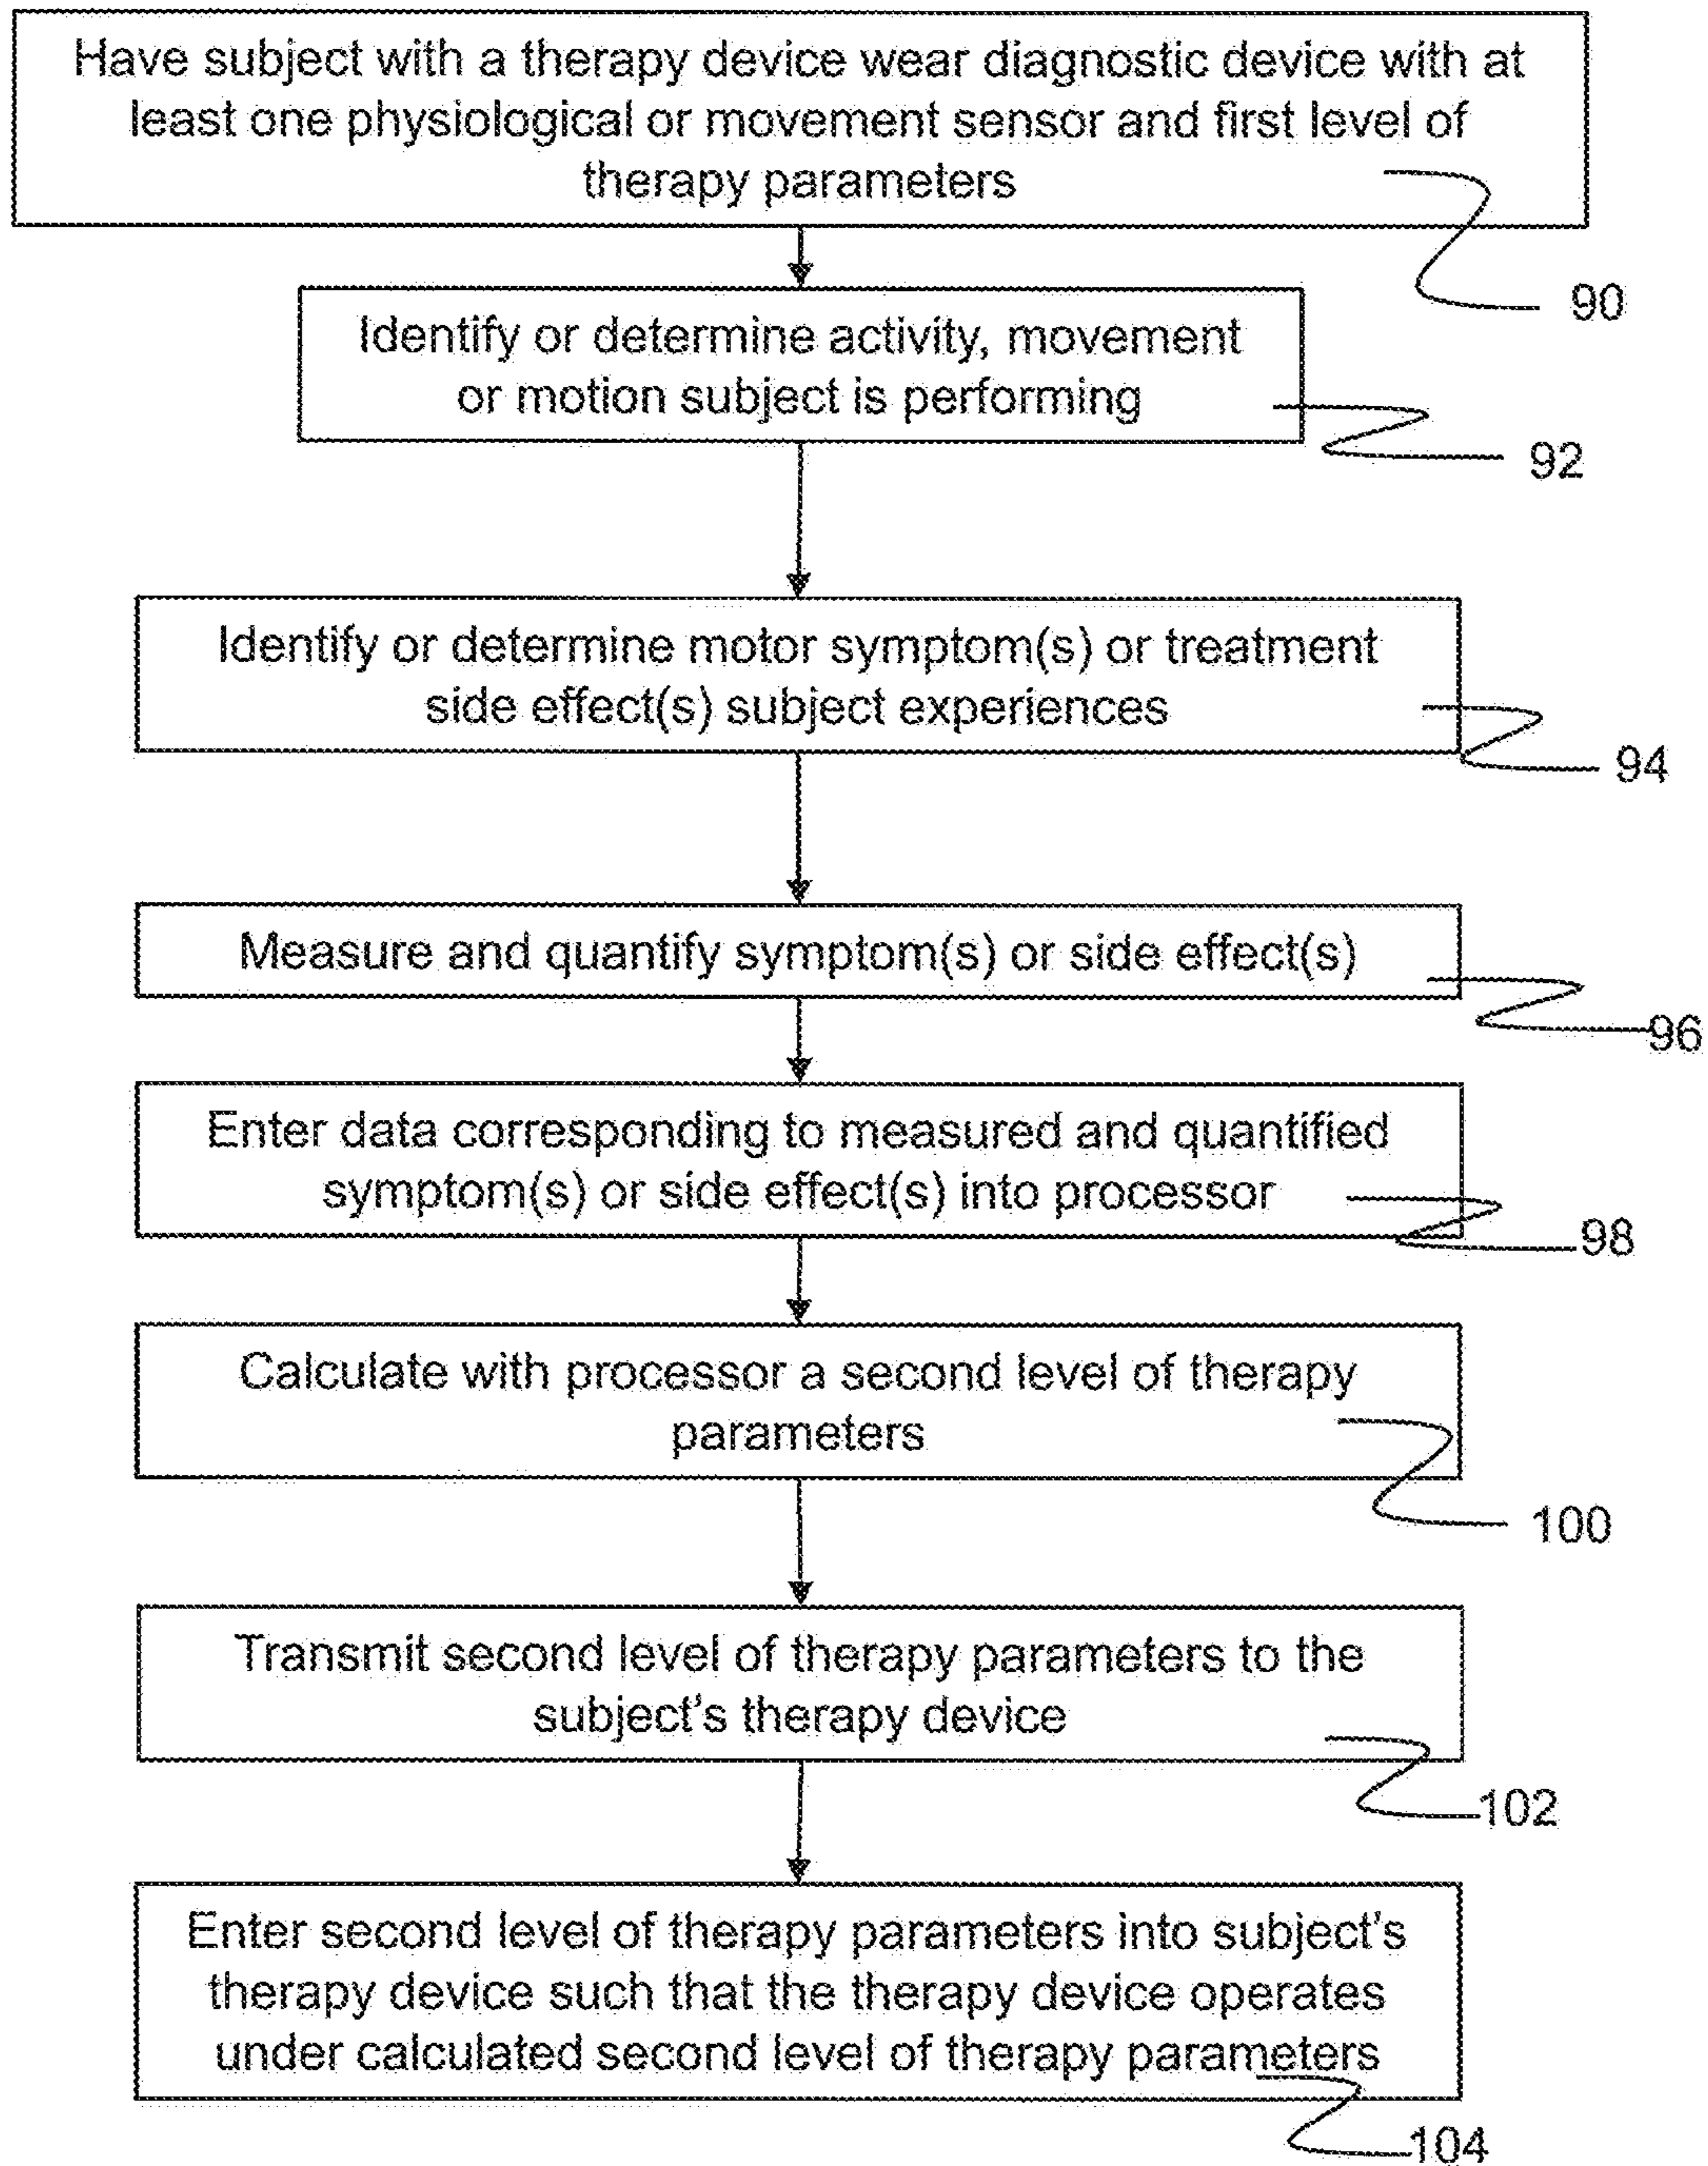 Have subject with a therapy device wear diagnostic device with at
least one physiological or movement sensor and first level of
therapy parameters
90
Identify or determine activity, movement
or motion subject is performing
92
Identify or determine motor symptom(s) or treatment
side effect(s) subject experiences
94
Measure and quantify symptom(s) or side effect(s)
96
Enter data corresponding to measured and quantified
symptom(s) or side effect(s) into processor
98
Calculate with processor a second level of therapy
parameters
100
Transmit second level of therapy parameters to the
subject's therapy device
102
Enter second level of therapy parameters into subject's
therapy device such that the therapy device operates
under calculated second level of therapy parameters
104